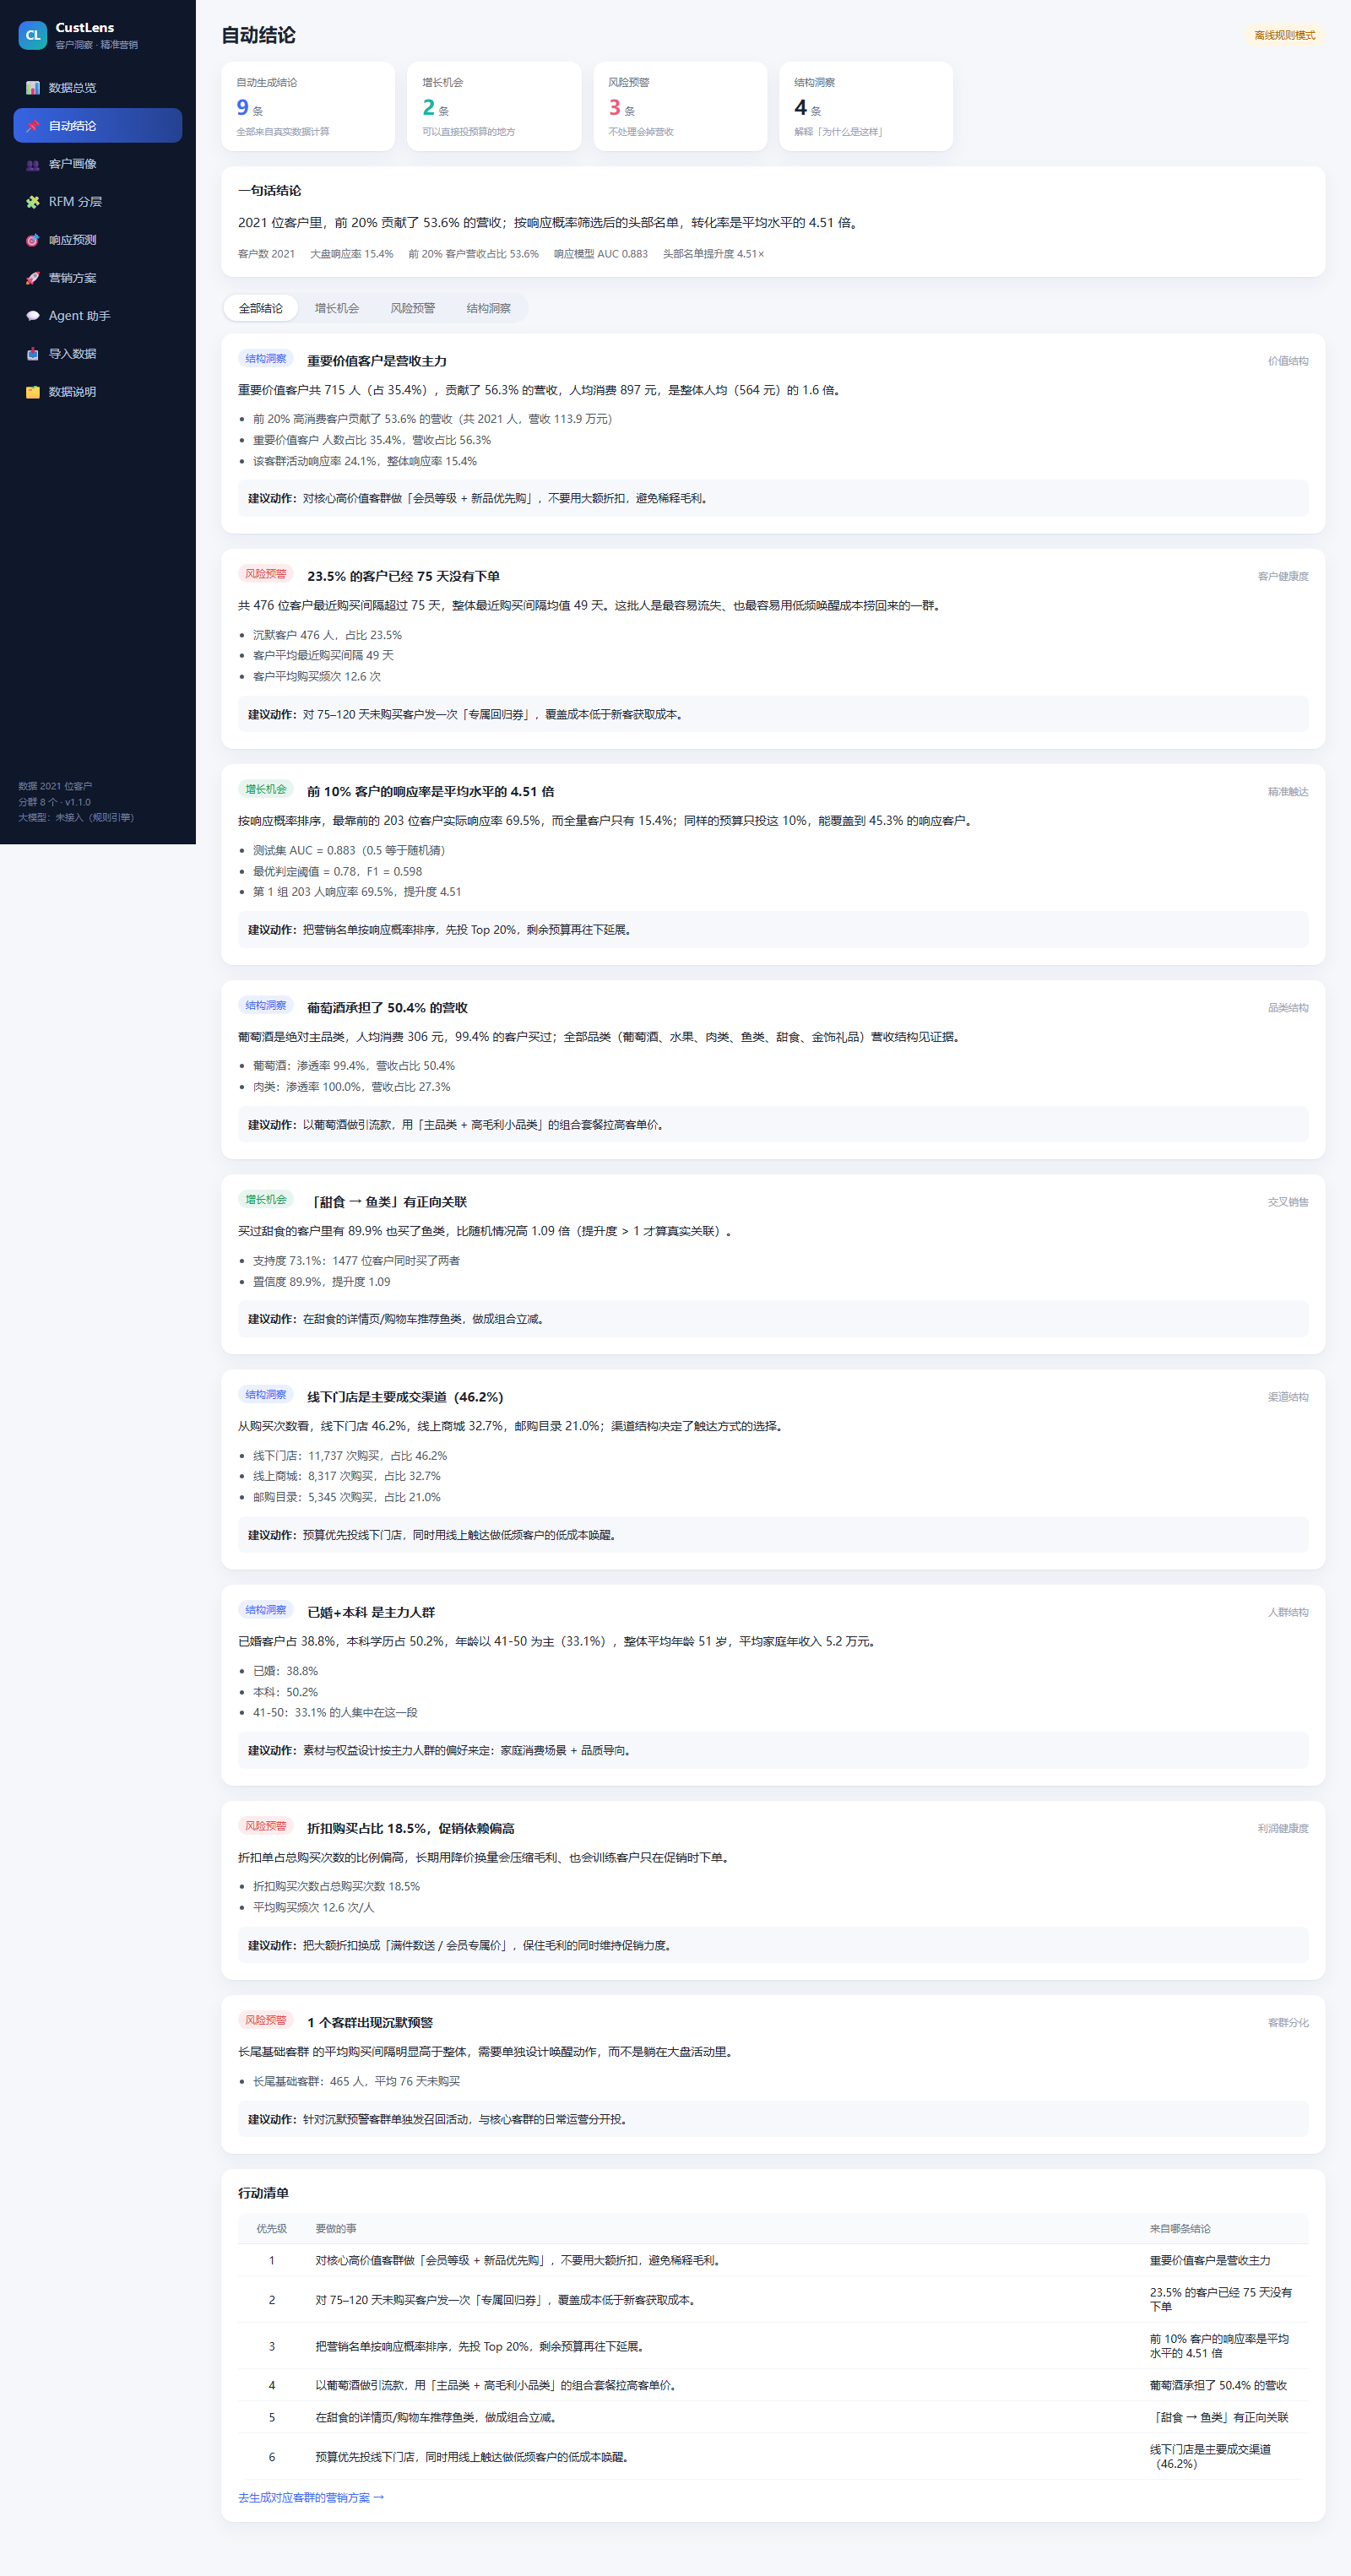 CL
CustLens
客户洞察 · 精准营销
数据总览
自动结论
客户画像
RFM 分层
响应预测
营销方案
Agent 助手
导入数据
数据说明
数据 2021 位客户
分群 8 个 · v1.1.0
大模型：未接入（规则引擎）
自动结论
离线规则模式
自动生成结论
9 条
全部来自真实数据计算
增长机会
2 条
可以直接投预算的地方
风险预警
3 条
不处理会掉营收
结构洞察
4 条
解释「为什么是这样」
一句话结论
2021 位客户里，前 20% 贡献了 53.6% 的营收；按响应概率筛选后的头部名单，转化率是平均水平的 4.51 倍。
客户数 2021 大盘响应率 15.4% 前 20% 客户营收占比 53.6% 响应模型 AUC 0.883 头部名单提升度 4.51×
全部结论 增长机会 风险预警 结构洞察
结构洞察 重要价值客户是营收主力 价值结构
重要价值客户共 715 人（占 35.4%），贡献了 56.3% 的营收，人均消费 897 元，是整体人均（564 元）的 1.6 倍。
• 前 20% 高消费客户贡献了 53.6% 的营收（共 2021 人，营收 113.9 万元）
• 重要价值客户 人数占比 35.4%，营收占比 56.3%
• 该客群活动响应率 24.1%，整体响应率 15.4%
建议动作：对核心高价值客群做「会员等级 + 新品优先购」，不要用大额折扣，避免稀释毛利。
风险预警 23.5% 的客户已经 75 天没有下单 客户健康度
共 476 位客户最近购买间隔超过 75 天，整体最近购买间隔均值 49 天。这批人是最容易流失、也最容易用低频唤醒成本捞回来的一群。
• 沉默客户 476 人，占比 23.5%
• 客户平均最近购买间隔 49 天
• 客户平均购买频次 12.6 次
建议动作：对 75–120 天未购买客户发一次「专属回归券」，覆盖成本低于新客获取成本。
增长机会 前 10% 客户的响应率是平均水平的 4.51 倍 精准触达
按响应概率排序，最靠前的 203 位客户实际响应率 69.5%，而全量客户只有 15.4%；同样的预算只投这 10%，能覆盖到 45.3% 的响应客户。
• 测试集 AUC = 0.883（0.5 等于随机猜）
• 最优判定阈值 = 0.78，F1 = 0.598
• 第 1 组 203 人响应率 69.5%，提升度 4.51
建议动作：把营销名单按响应概率排序，先投 Top 20%，剩余预算再往下延展。
结构洞察 葡萄酒承担了 50.4% 的营收 品类结构
葡萄酒是绝对主品类，人均消费 306 元，99.4% 的客户买过；全部品类（葡萄酒、水果、肉类、鱼类、甜食、金饰礼品）营收结构见证据。
• 葡萄酒：渗透率 99.4%，营收占比 50.4%
• 肉类：渗透率 100.0%，营收占比 27.3%
建议动作：以葡萄酒做引流款，用「主品类 + 高毛利小品类」的组合套餐拉高客单价。
增长机会 「甜食 → 鱼类」有正向关联 交叉销售
买过甜食的客户里有 89.9% 也买了鱼类，比随机情况高 1.09 倍（提升度 > 1 才算真实关联）。
• 支持度 73.1%：1477 位客户同时买了两者
• 置信度 89.9%，提升度 1.09
建议动作：在甜食的详情页/购物车推荐鱼类，做成组合立减。
结构洞察 线下门店是主要成交渠道（46.2%） 渠道结构
从购买次数看，线下门店 46.2%，线上商城 32.7%，邮购目录 21.0%；渠道结构决定了触达方式的选择。
• 线下门店：11,737 次购买，占比 46.2%
• 线上商城：8,317 次购买，占比 32.7%
• 邮购目录：5,345 次购买，占比 21.0%
建议动作：预算优先投线下门店，同时用线上触达做低频客户的低成本唤醒。
结构洞察 已婚+本科 是主力人群 人群结构
已婚客户占 38.8%，本科学历占 50.2%，年龄以 41-50 为主（33.1%），整体平均年龄 51 岁，平均家庭年收入 5.2 万元。
• 已婚：38.8%
• 本科：50.2%
• 41-50：33.1% 的人集中在这一段
建议动作：素材与权益设计按主力人群的偏好来定：家庭消费场景 + 品质导向。
风险预警 折扣购买占比 18.5%，促销依赖偏高 利润健康度
折扣单占总购买次数的比例偏高，长期用降价换量会压缩毛利、也会训练客户只在促销时下单。
• 折扣购买次数占总购买次数 18.5%
• 平均购买频次 12.6 次/人
建议动作：把大额折扣换成「满件数送 / 会员专属价」，保住毛利的同时维持促销力度。
风险预警 1 个客群出现沉默预警 客群分化
长尾基础客群 的平均购买间隔明显高于整体，需要单独设计唤醒动作，而不是躺在大盘活动里。
• 长尾基础客群：465 人，平均 76 天未购买
建议动作：针对沉默预警客群单独发召回活动，与核心客群的日常运营分开投。
行动清单
优先级 要做的事 来自哪条结论
1 对核心高价值客群做「会员等级 + 新品优先购」，不要用大额折扣，避免稀释毛利。 重要价值客户是营收主力
2 对 75–120 天未购买客户发一次「专属回归券」，覆盖成本低于新客获取成本。 23.5% 的客户已经 75 天没有
下单
3 把营销名单按响应概率排序，先投 Top 20%，剩余预算再往下延展。 前 10% 客户的响应率是平均
水平的 4.51 倍
4 以葡萄酒做引流款，用「主品类 + 高毛利小品类」的组合套餐拉高客单价。 葡萄酒承担了 50.4% 的营收
5 在甜食的详情页/购物车推荐鱼类，做成组合立减。 「甜食 → 鱼类」有正向关联
6 预算优先投线下门店，同时用线上触达做低频客户的低成本唤醒。 线下门店是主要成交渠道
（46.2%）
去生成对应客群的营销方案 →